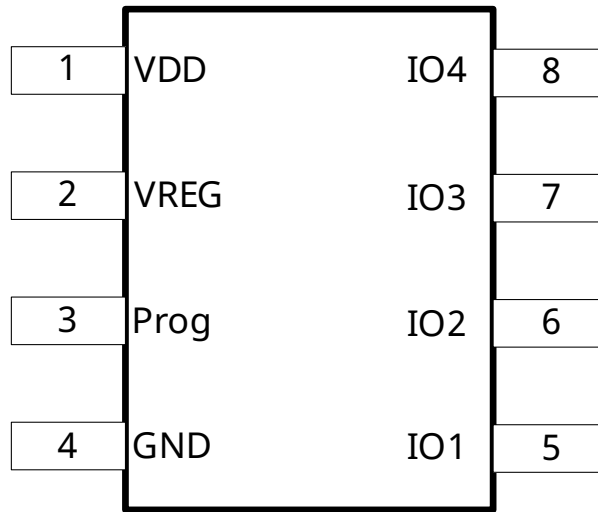 1 VDD IO4 8
2 VREG IO3 7
3 Prog IO2 6
4 GND IO1 5